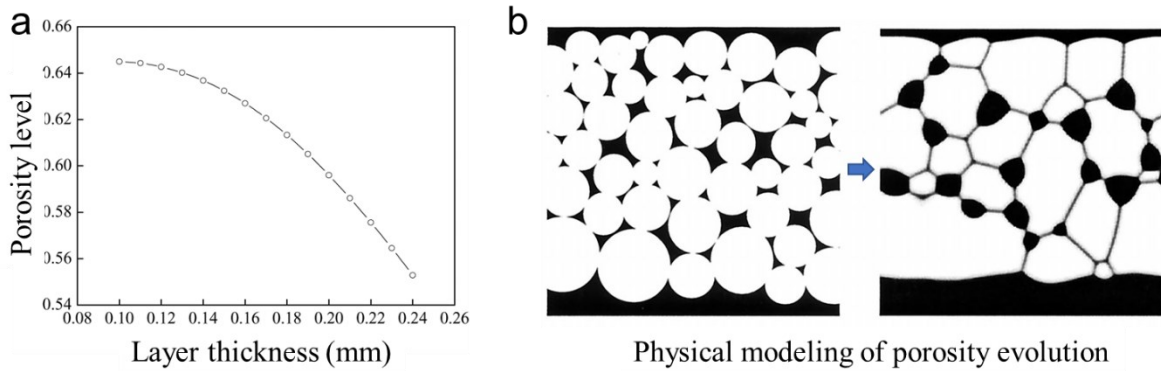 a
b
Porosity level
0.66
0.64
0.62
0.60
0.58
0.56
0.54
0.08 0.10 0.12 0.14 0.16 0.18 0.20 0.22 0.24 0.26
Layer thickness (mm)
Physical modeling of porosity evolution